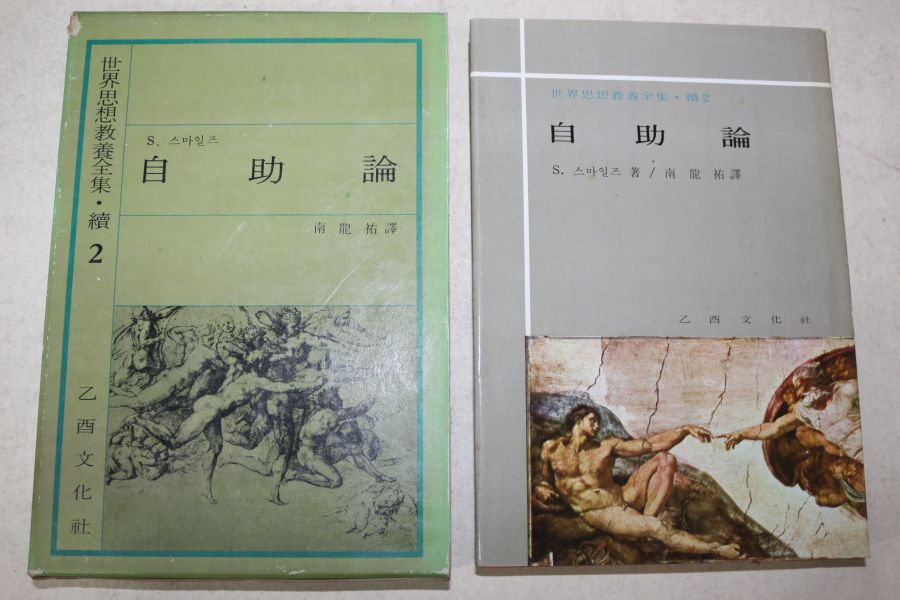 世界思想教養全集・續 2
S. 스마일즈
自助論
南龍祐譯
乙酉文化社
世界思想教養全集・續2
自助論
S. 스마일즈 著 / 南龍祐譯
乙酉文化社